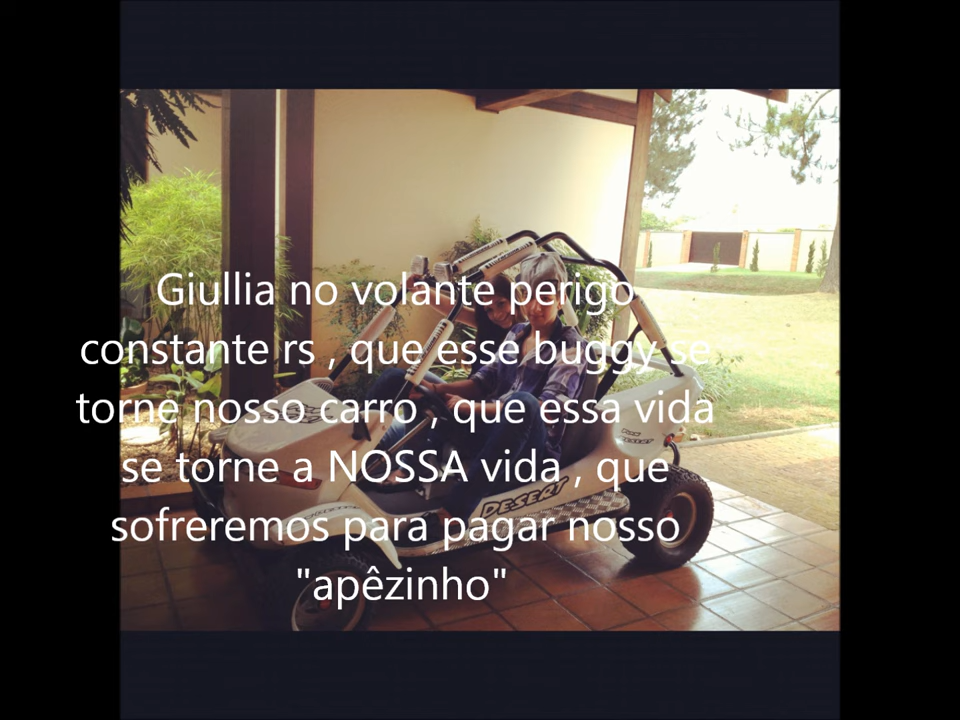 Giullia no volante perigo
constante rs , que esse buggy se
torne nosso carro , que essa vida
se torne a NOSSA vida , que
sofreremos para pagar nosso
"apêzinho"
DESERT